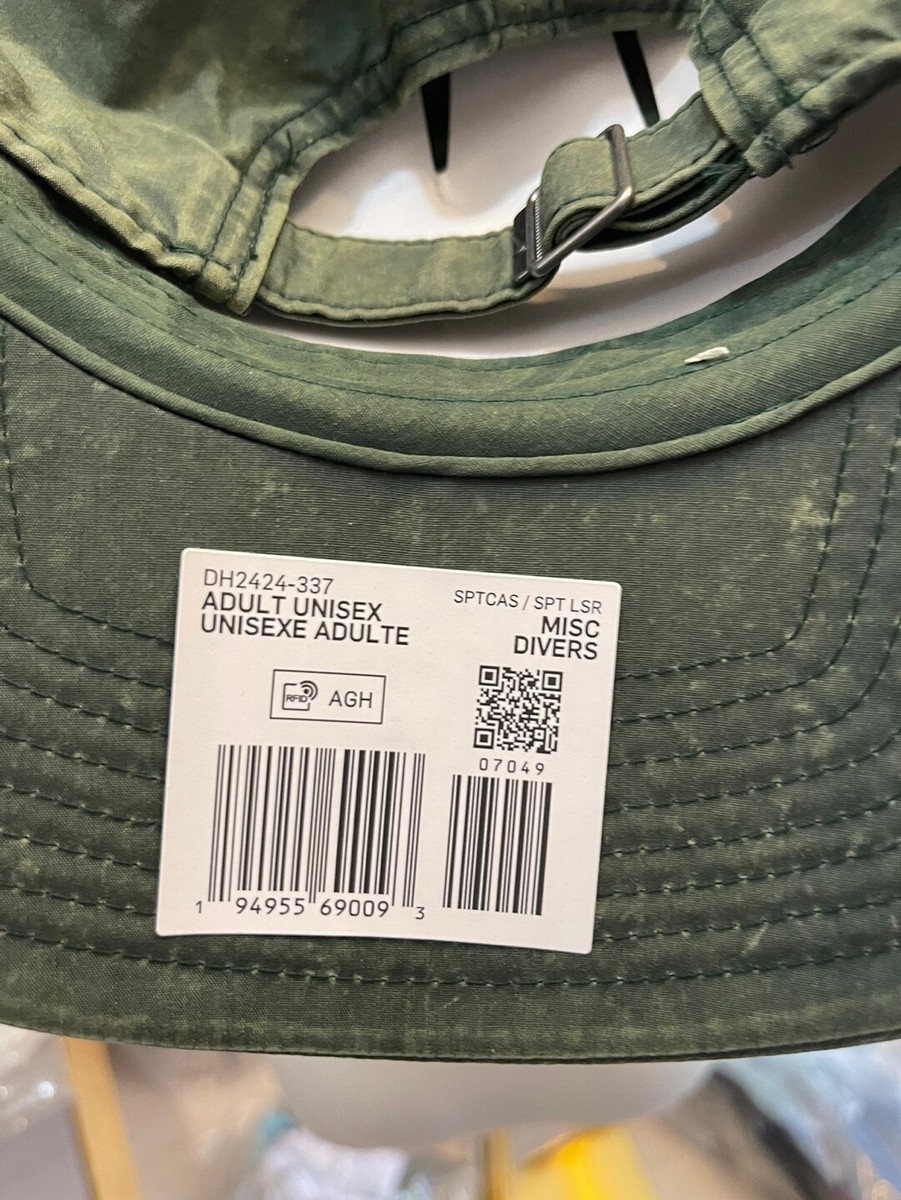 DH2424-337
ADULT UNISEX
UNISEXE ADULTE
SPTCAS / SPT LSR
MISC
DIVERS
RFID AGH
07049
1 94955 69009 3